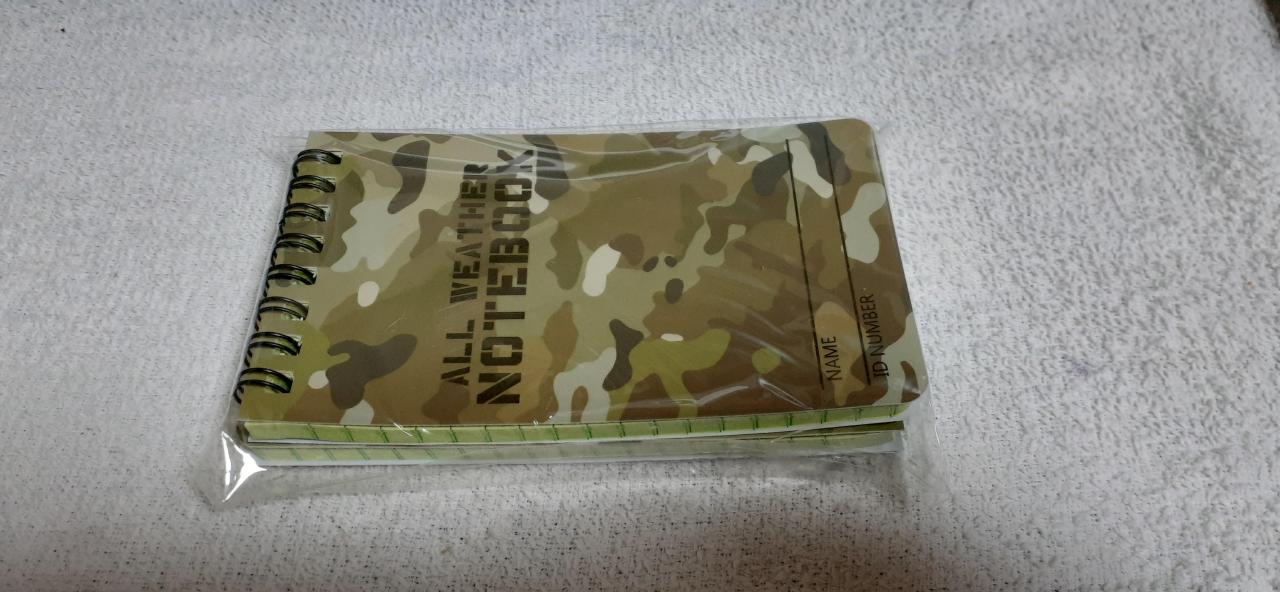 ALL WEATHER
NOTEBOOK
NAME
ID NUMBER